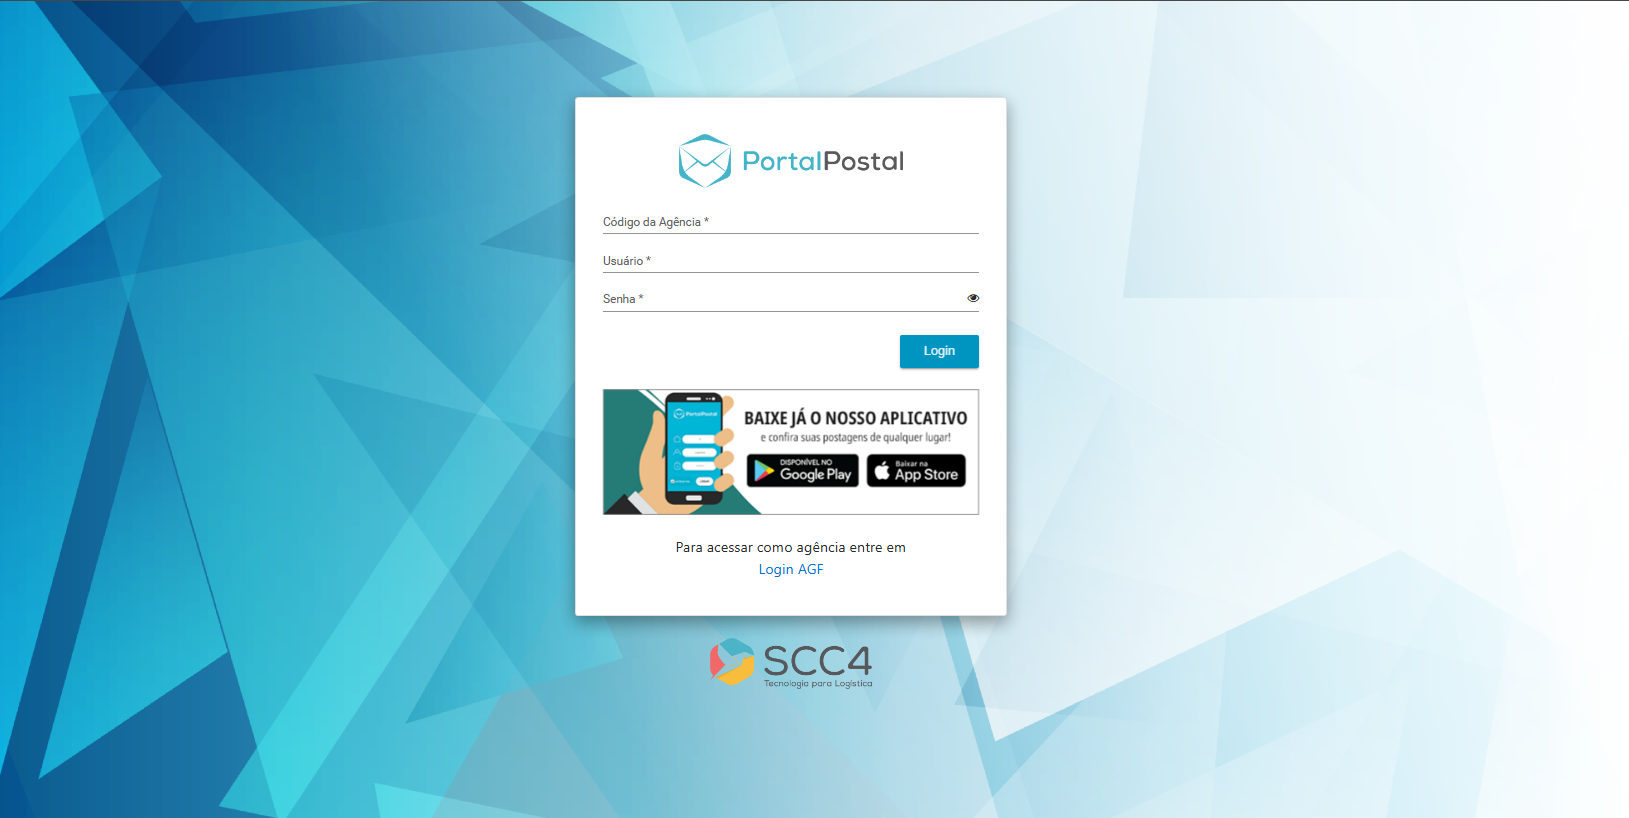 PortalPostal
Código da Agência *
Usuário *
Senha *
Login
PortalPostal
BAIXE JÁ O NOSSO APLICATIVO
e confira suas postagens de qualquer lugar!
DISPONÍVEL NO
Google Play
Baixar na
App Store
Para acessar como agência entre em
Login AGF
SCC4
Tecnologia para Logística